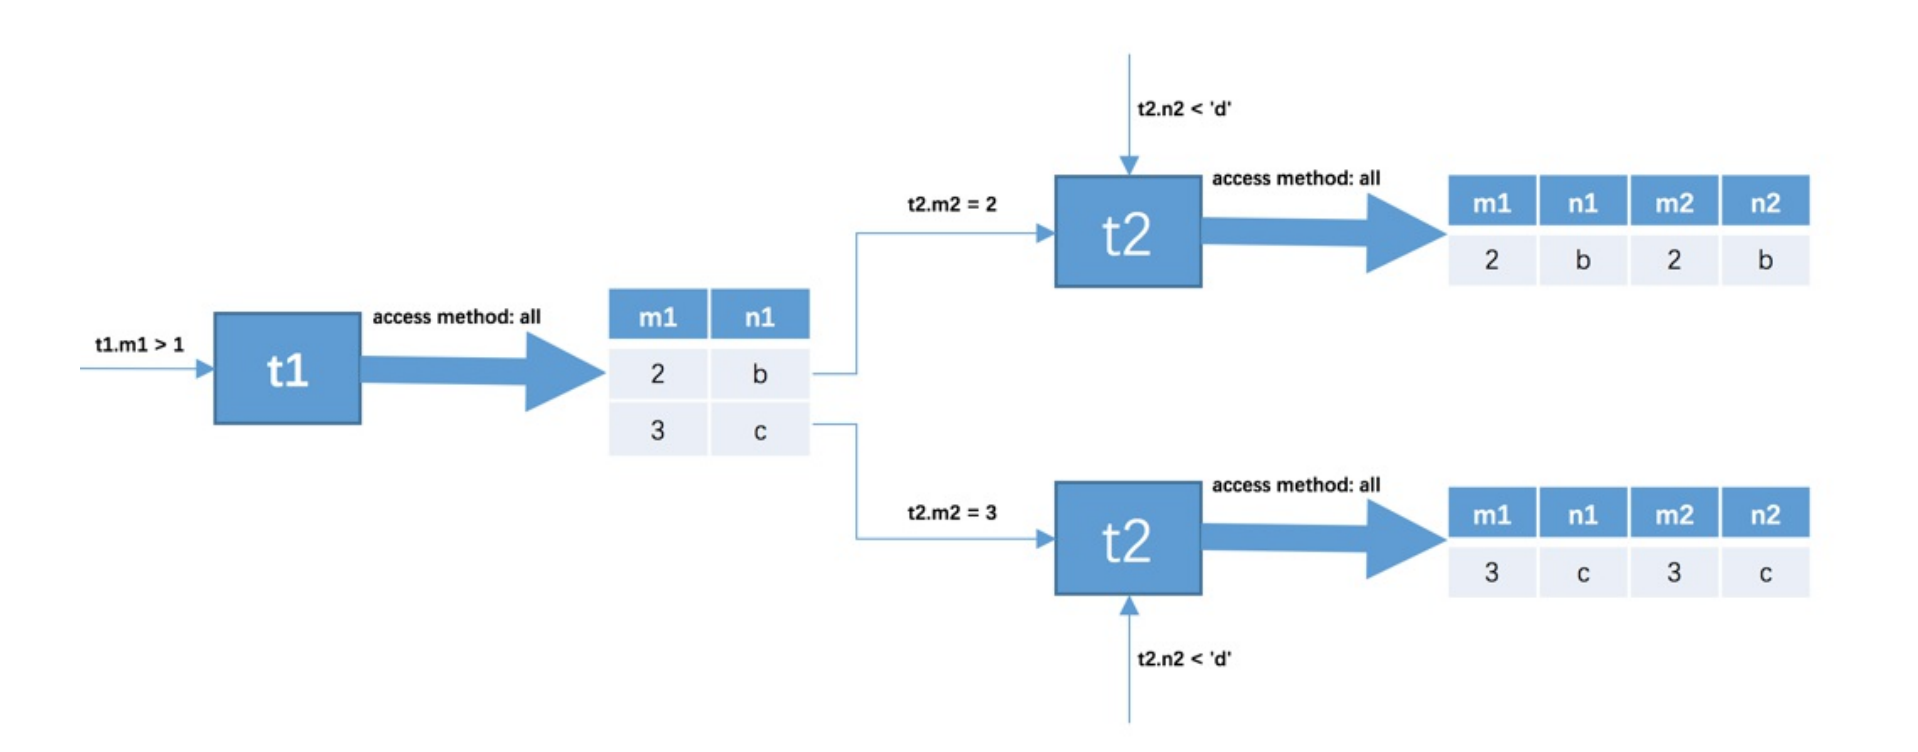 t1.m1 > 1
t1
access method: all
m1 n1
2 b
3 c
t2.m2 = 2
t2.n2 < 'd'
t2
access method: all
m1 n1 m2 n2
2 b 2 b
t2.m2 = 3
t2
access method: all
m1 n1 m2 n2
3 c 3 c
t2.n2 < 'd'